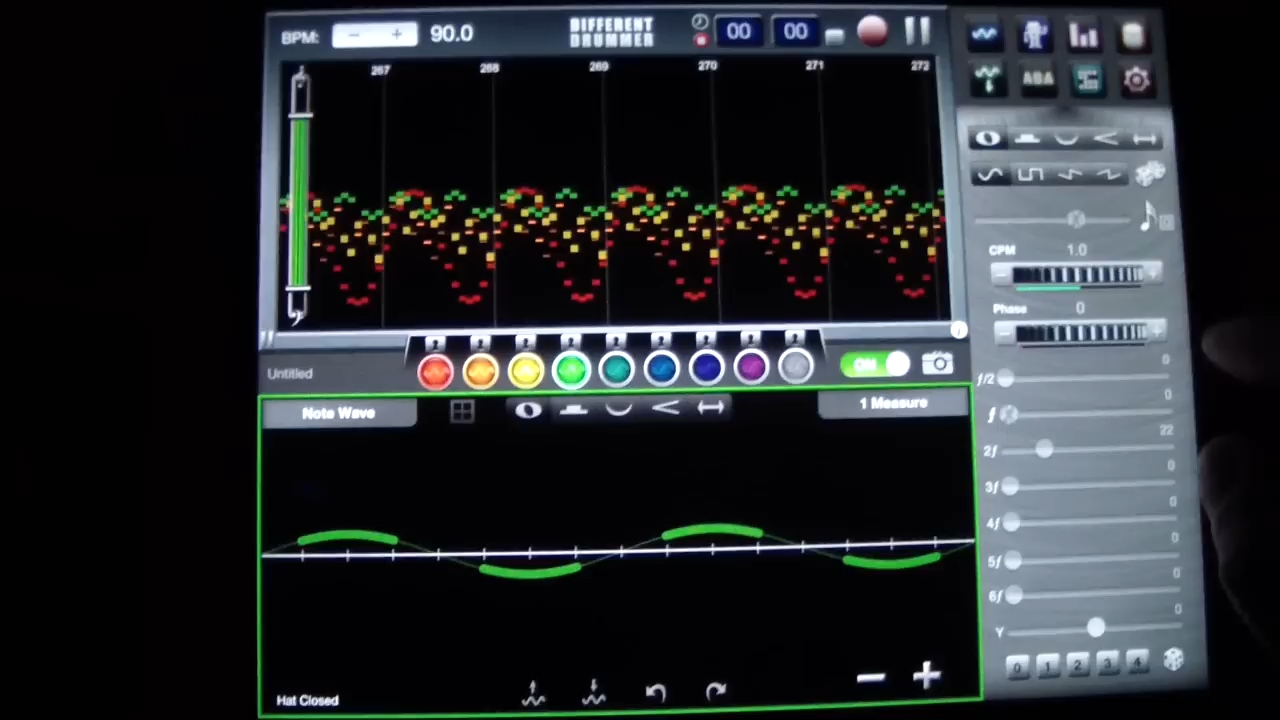 BPM: − + 90.0 DIFFERENT DRUMMER 00 00
267 268 269 270 271 272
ABA
CPM 1.0
Phase 0
Untitled ON
Note Wave 1 Measure
0
f/2
0
f
22
2f
0
3f
0
4f
0
5f
0
6f
0
Y
0 1 2 3 4
Hat Closed